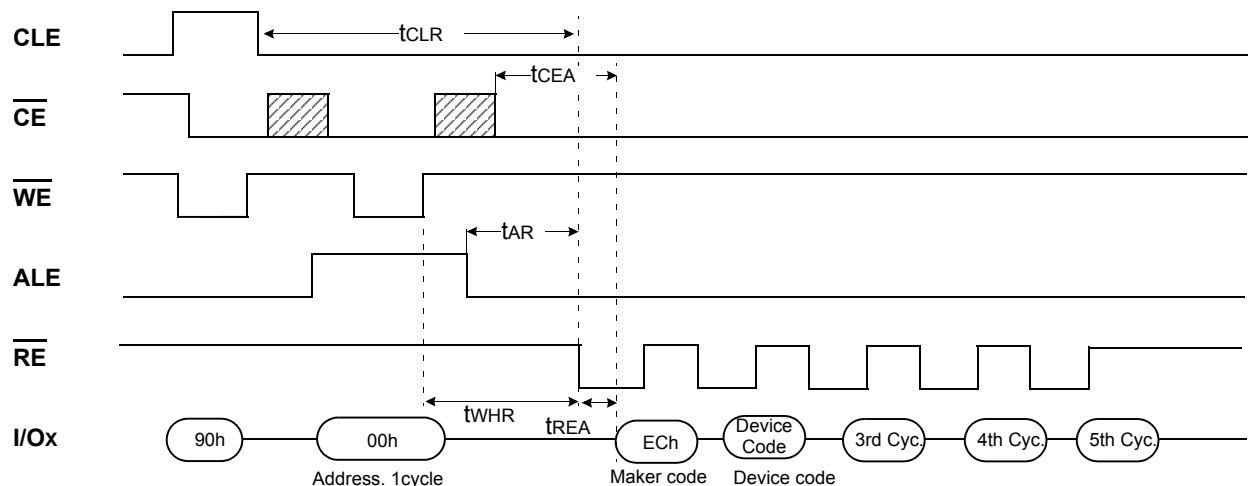 CLE
tCLR
tCEA
CE
WE
tAR
ALE
RE
tWHR
tREA
I/Ox
90h
00h
ECh
Device
Code
3rd Cyc.
4th Cyc.
5th Cyc.
Address. 1cycle
Maker code
Device code